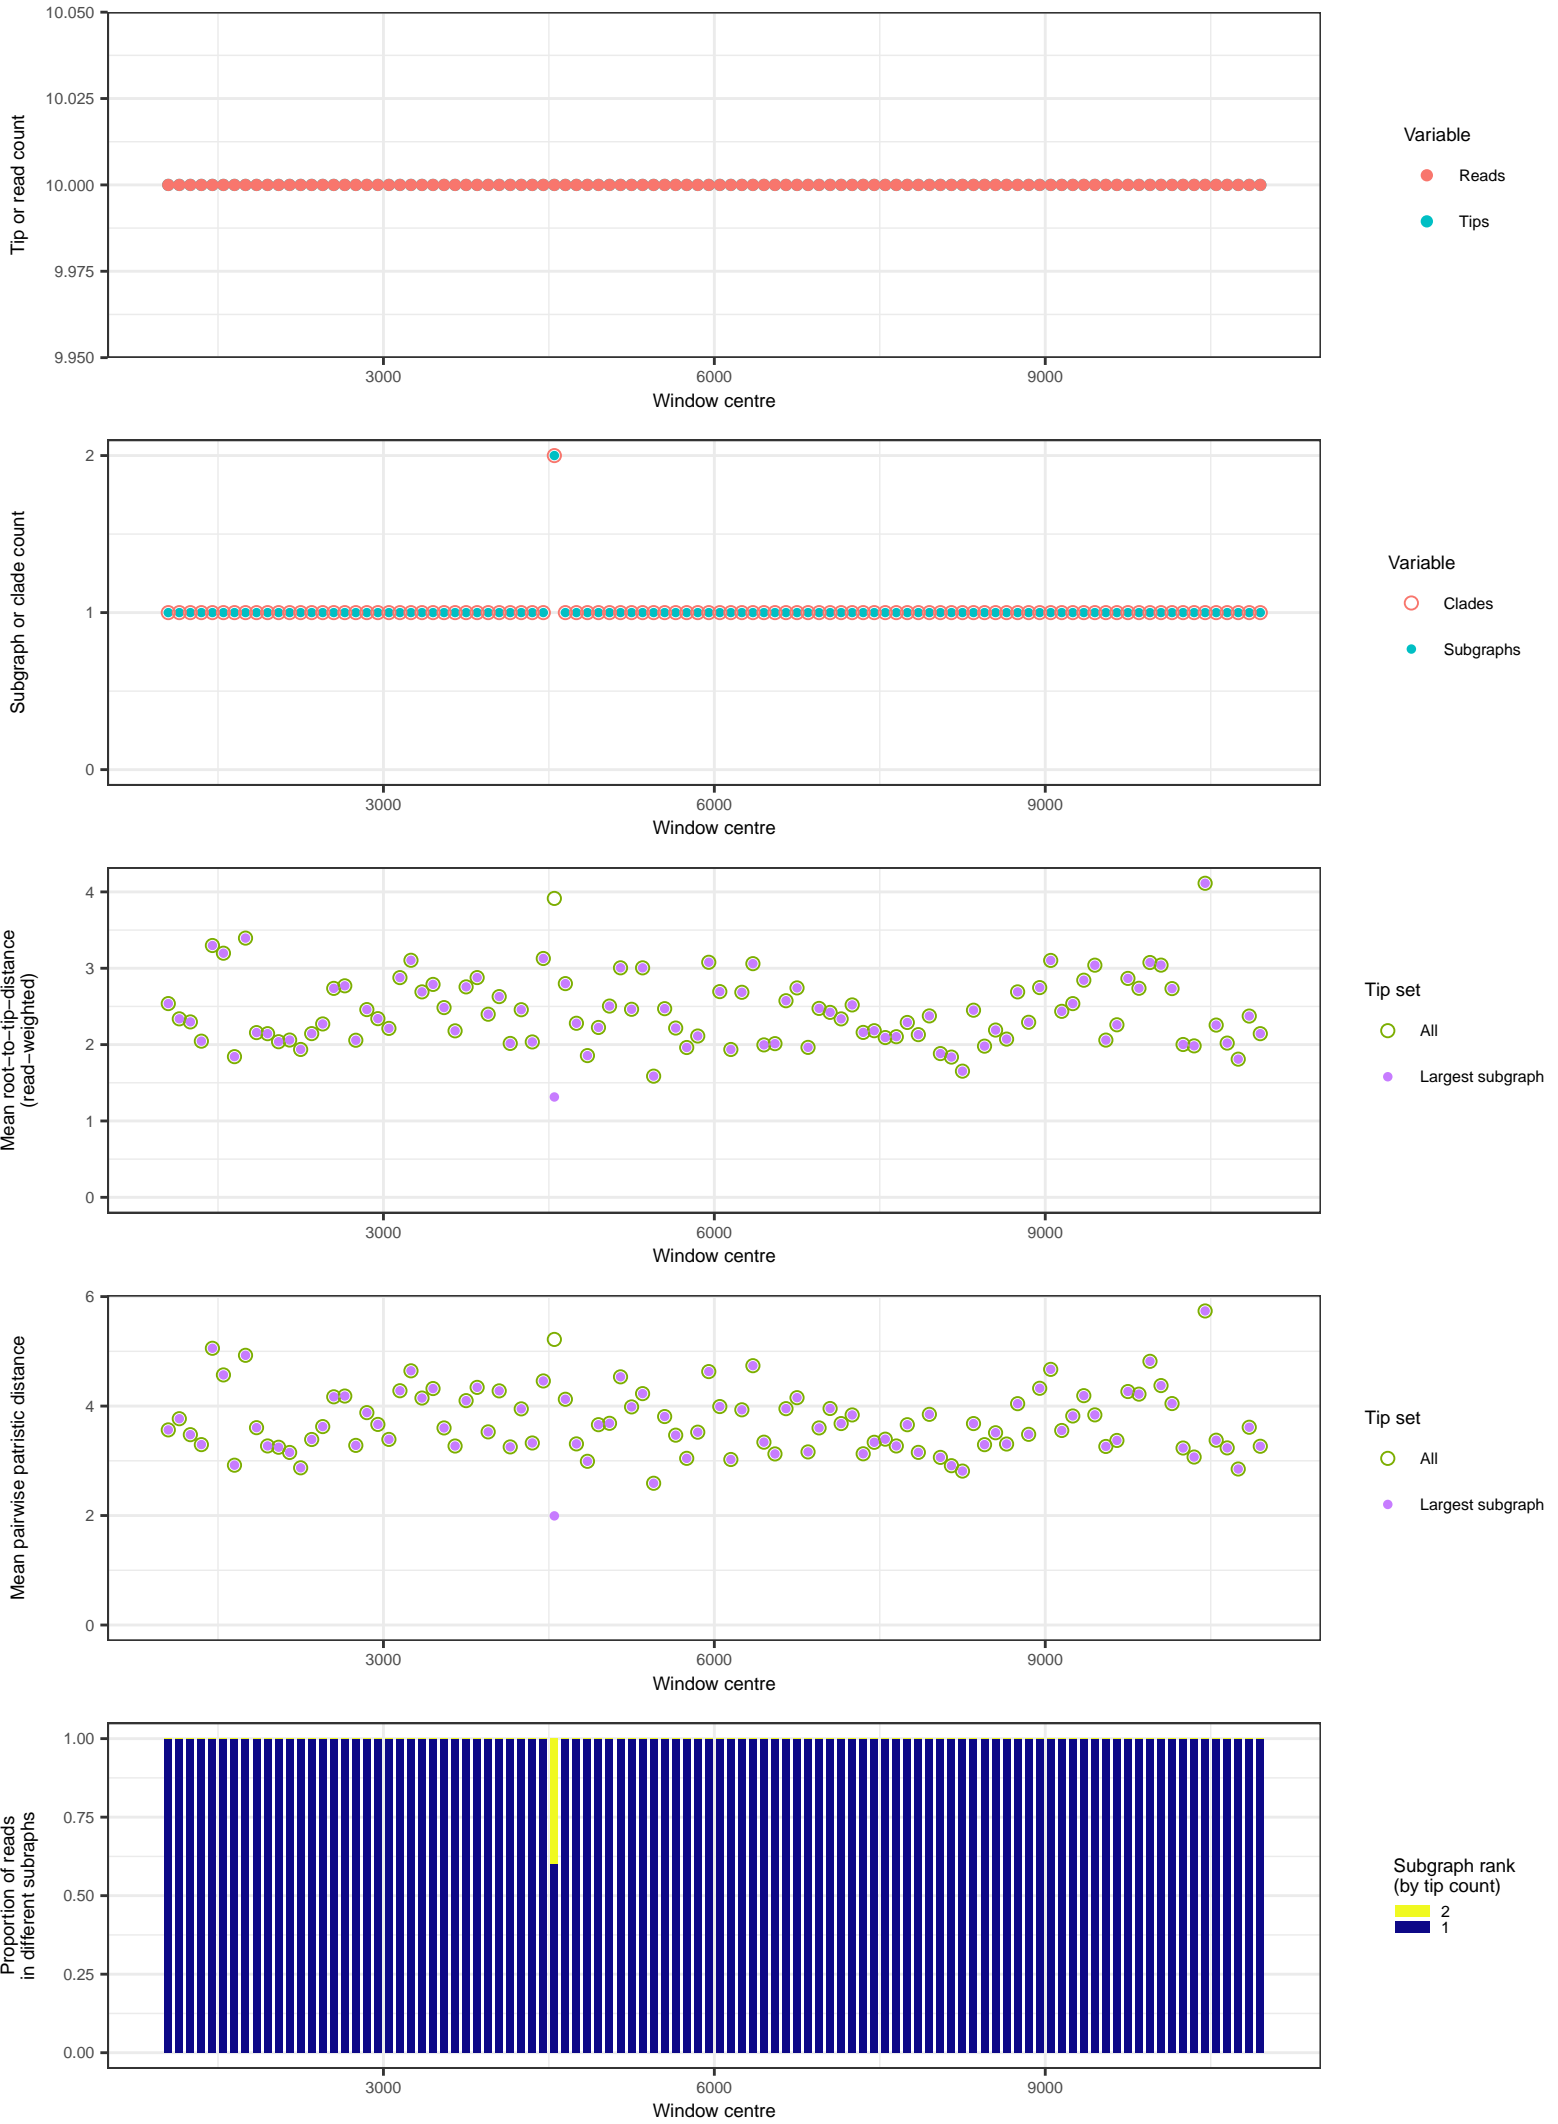 10.050
10.025
10.000
9.975
9.950
Tip or read count
3000 6000 9000
Window centre
Variable
Reads
Tips
2
1
0
Subgraph or clade count
3000 6000 9000
Window centre
Variable
Clades
Subgraphs
4
3
2
1
0
Mean root−to−tip−distance
(read−weighted)
3000 6000 9000
Window centre
Tip set
All
Largest subgraph
6
4
2
0
Mean pairwise patristic distance
3000 6000 9000
Window centre
Tip set
All
Largest subgraph
1.00
0.75
0.50
0.25
0.00
Proportion of reads
in different subraphs
3000 6000 9000
Window centre
Subgraph rank
(by tip count)
2
1